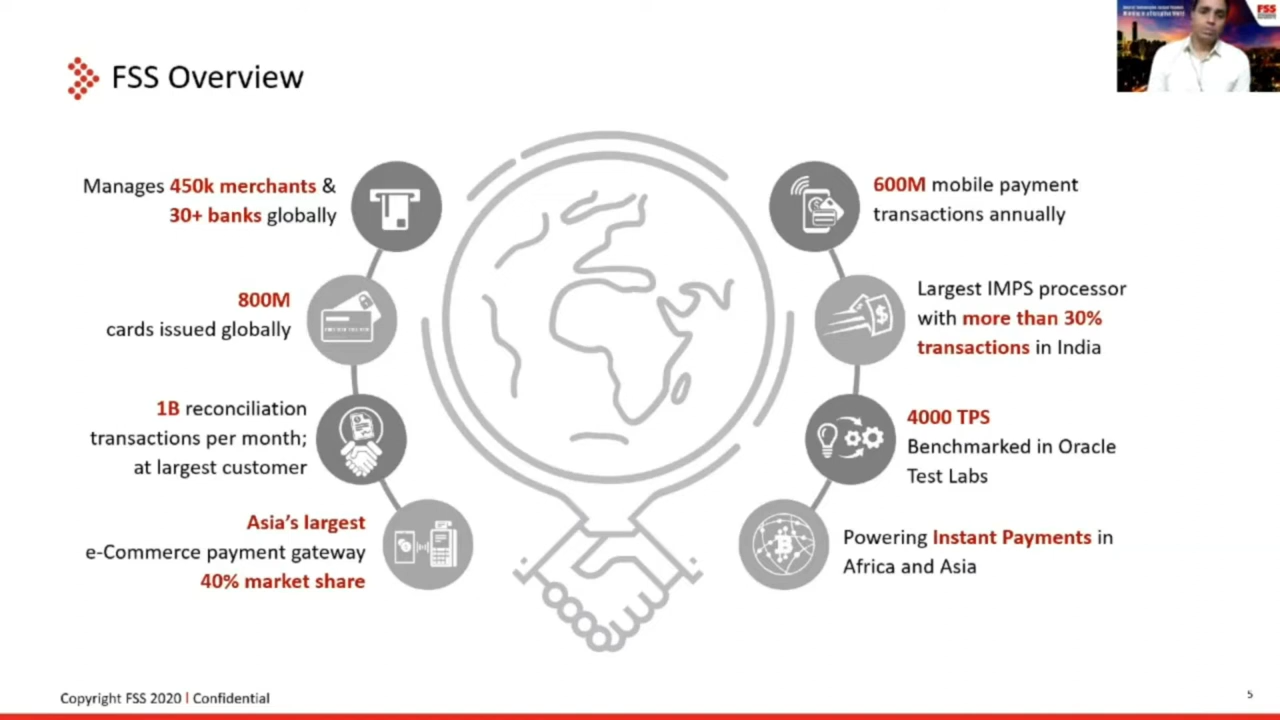 FSS Overview
Manages 450k merchants &
30+ banks globally
800M
cards issued globally
1B reconciliation
transactions per month;
at largest customer
Asia's largest
e-Commerce payment gateway
40% market share
600M mobile payment
transactions annually
Largest IMPS processor
with more than 30%
transactions in India
4000 TPS
Benchmarked in Oracle
Test Labs
Powering Instant Payments in
Africa and Asia
FSS
Copyright FSS 2020 | Confidential
5